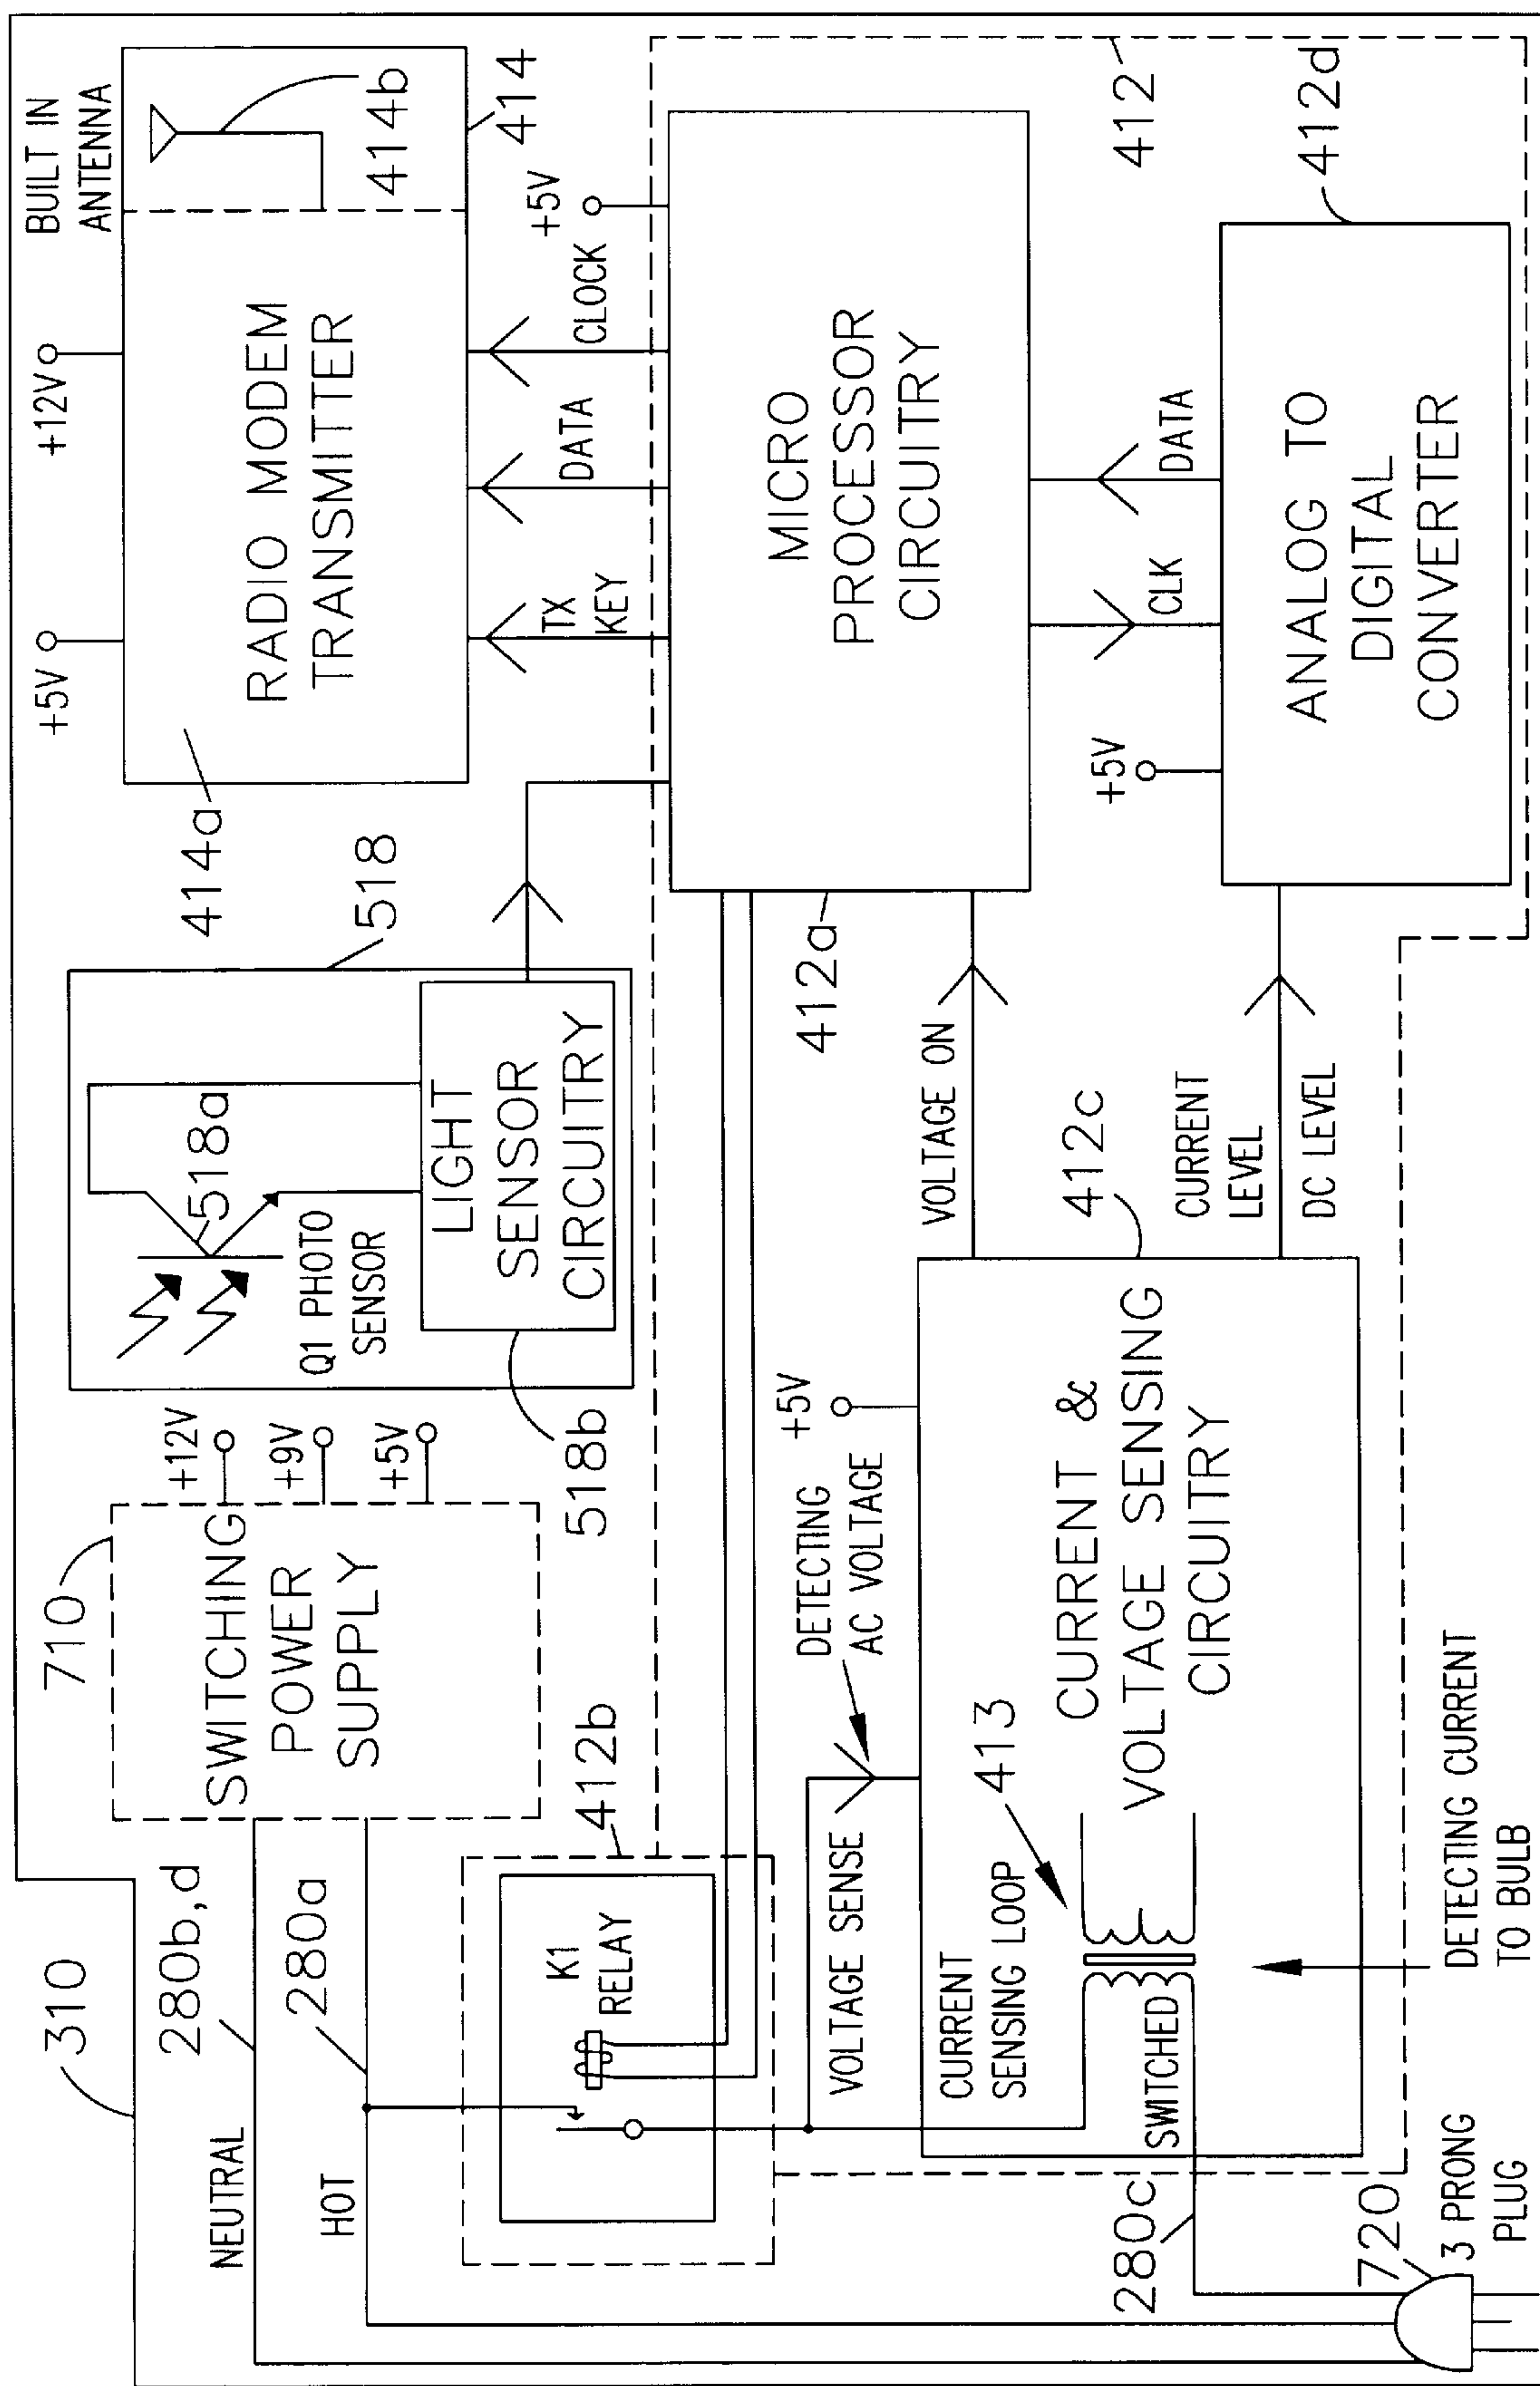 310
NEUTRAL
280b,d
710
SWITCHING
POWER
SUPPLY
+12V
+9V
+5V
HOT
280a
Q1 PHOTO
SENSOR
518a
LIGHT
SENSOR
CIRCUITRY
518b
518
414a
+5V
+12V
BUILT IN
ANTENNA
RADIO MODEM
TRANSMITTER
414b
414
TX
KEY
DATA
CLOCK
+5V
K1
RELAY
412b
VOLTAGE SENSE
DETECTING
AC VOLTAGE
+5V
VOLTAGE ON
412a
MICRO
PROCESSOR
CIRCUITRY
412
CURRENT
SENSING LOOP
413
SWITCHED
CURRENT &
VOLTAGE SENSING
CIRCUITRY
412c
CURRENT
LEVEL
DC LEVEL
+5V
CLK
DATA
412d
ANALOG TO
DIGITAL
CONVERTER
280c
720
3 PRONG
PLUG
DETECTING CURRENT
TO BULB